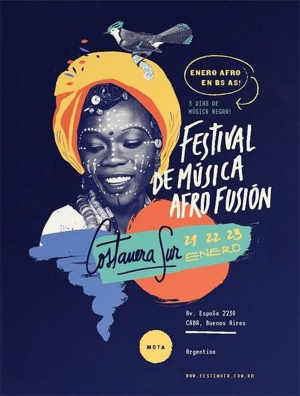 ENERO AFRO
EN BS AS!
3 DIAS DE
MÚSICA NEGRA!
FESTIVAL
DE MÚSICA
AFRO FUSIÓN
Costanera Sur
21 22 23
ENERO
Av. España 2230
CABA, Buenos Aires
MOTA
Argentina
WWW.FESTIMOTA.COM.AR